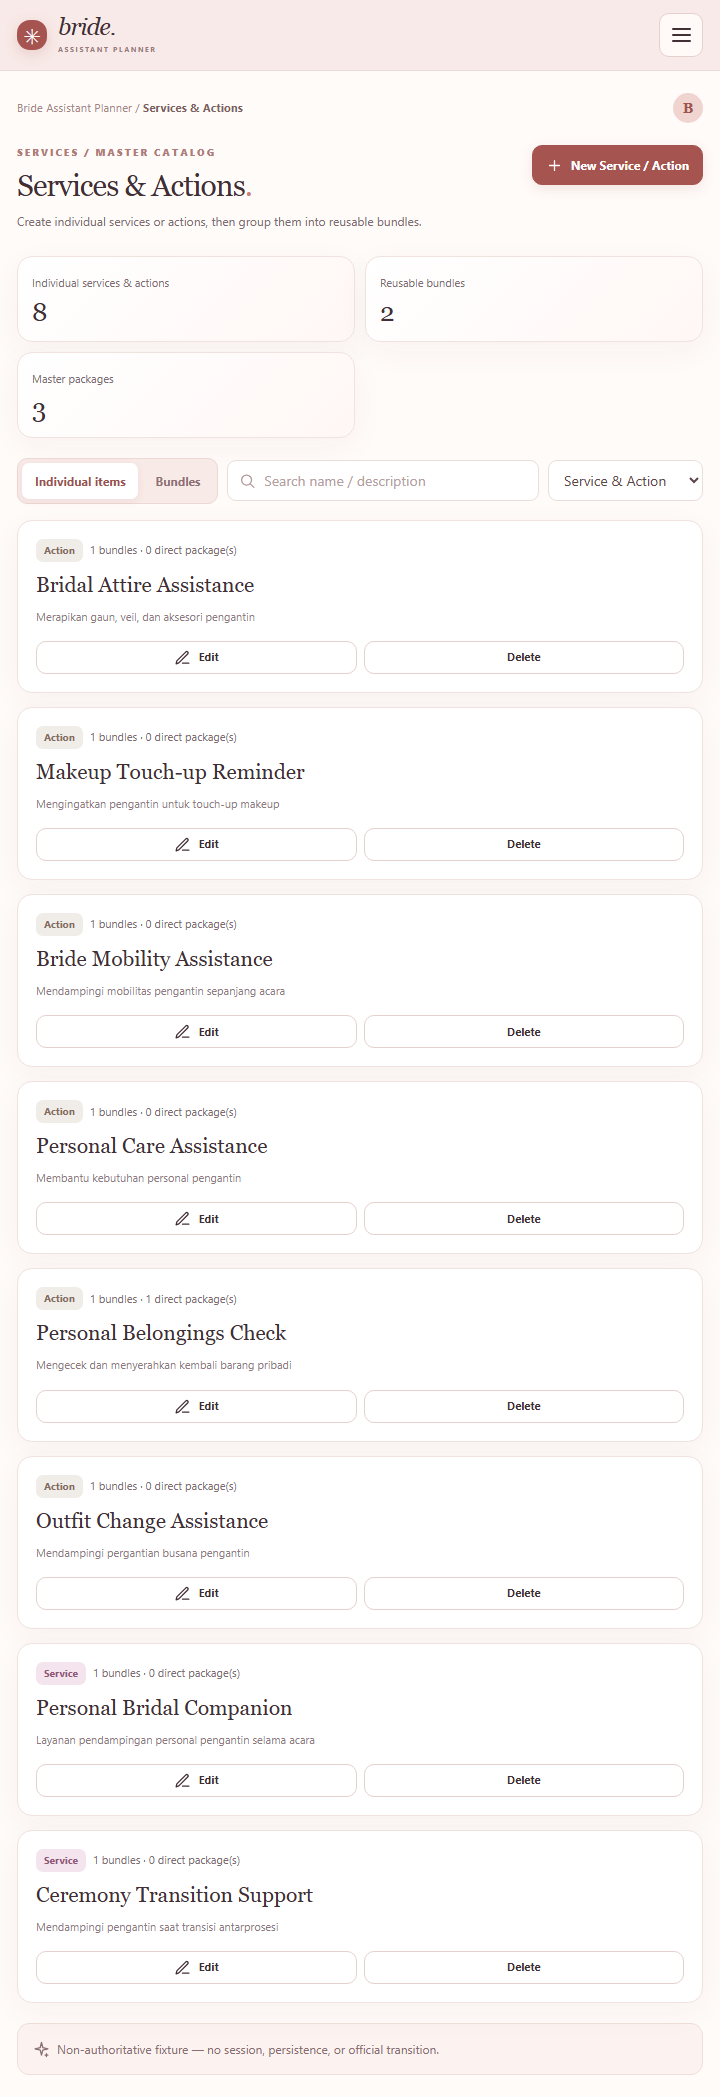 bride.
ASSISTANT PLANNER
Bride Assistant Planner / Services & Actions
B
SERVICES / MASTER CATALOG
Services & Actions.
New Service / Action
Create individual services or actions, then group them into reusable bundles.
Individual services & actions
8
Reusable bundles
2
Master packages
3
Individual items
Bundles
Search name / description
Service & Action
Action 1 bundles · 0 direct package(s)
Bridal Attire Assistance
Merapikan gaun, veil, dan aksesori pengantin
Edit
Delete
Action 1 bundles · 0 direct package(s)
Makeup Touch-up Reminder
Mengingatkan pengantin untuk touch-up makeup
Edit
Delete
Action 1 bundles · 0 direct package(s)
Bride Mobility Assistance
Mendampingi mobilitas pengantin sepanjang acara
Edit
Delete
Action 1 bundles · 0 direct package(s)
Personal Care Assistance
Membantu kebutuhan personal pengantin
Edit
Delete
Action 1 bundles · 1 direct package(s)
Personal Belongings Check
Mengecek dan menyerahkan kembali barang pribadi
Edit
Delete
Action 1 bundles · 0 direct package(s)
Outfit Change Assistance
Mendampingi pergantian busana pengantin
Edit
Delete
Service 1 bundles · 0 direct package(s)
Personal Bridal Companion
Layanan pendampingan personal pengantin selama acara
Edit
Delete
Service 1 bundles · 0 direct package(s)
Ceremony Transition Support
Mendampingi pengantin saat transisi antarprosesi
Edit
Delete
Non-authoritative fixture — no session, persistence, or official transition.